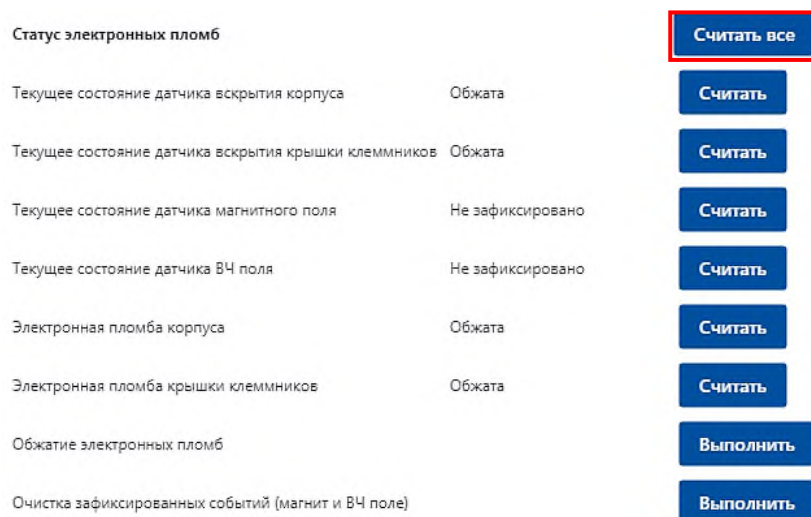 Статус электронных пломб Считать все
Текущее состояние датчика вскрытия корпуса Обжата Считать
Текущее состояние датчика вскрытия крышки клеммников Обжата Считать
Текущее состояние датчика магнитного поля Не зафиксировано Считать
Текущее состояние датчика ВЧ поля Не зафиксировано Считать
Электронная пломба корпуса Обжата Считать
Электронная пломба крышки клеммников Обжата Считать
Обжатие электронных пломб Выполнить
Очистка зафиксированных событий (магнит и ВЧ поле) Выполнить